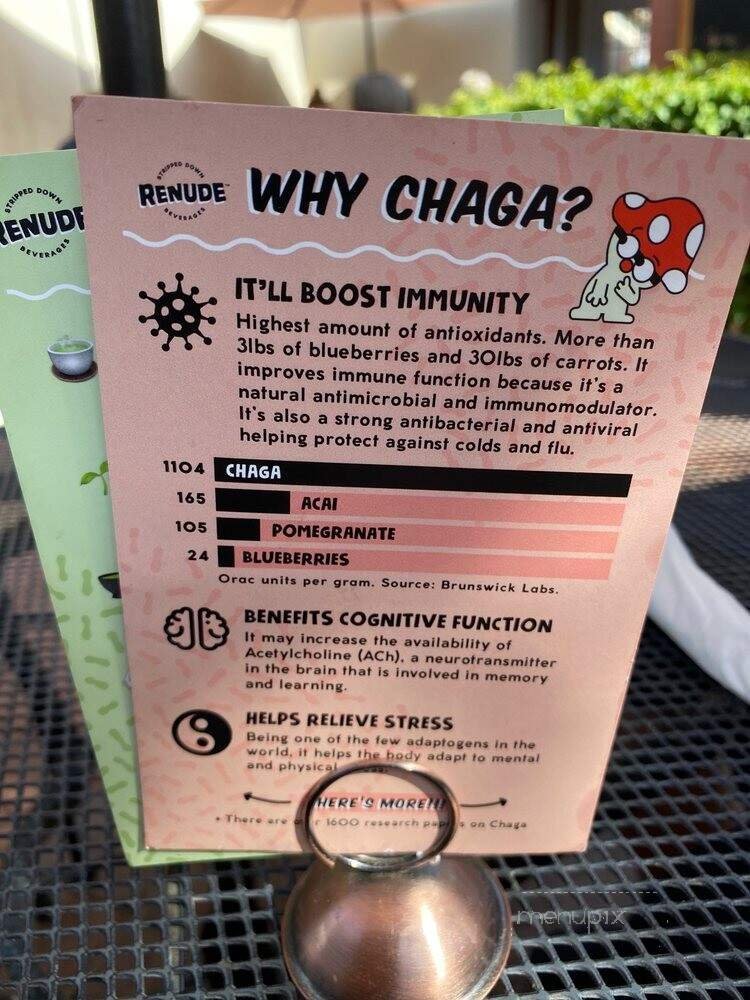 STRIPPED DOWN
RENUDE
BEVERAGES
STRIPPED DOWN
RENUDE™
BEVERAGES
WHY CHAGA?
IT'LL BOOST IMMUNITY
Highest amount of antioxidants. More than
3lbs of blueberries and 30lbs of carrots. It
improves immune function because it's a
natural antimicrobial and immunomodulator.
It's also a strong antibacterial and antiviral
helping protect against colds and flu.
1104 CHAGA
165 ACAI
105 POMEGRANATE
24 BLUEBERRIES
Orac units per gram. Source: Brunswick Labs.
BENEFITS COGNITIVE FUNCTION
It may increase the availability of
Acetylcholine (ACh), a neurotransmitter
in the brain that is involved in memory
and learning.
HELPS RELIEVE STRESS
Being one of the few adaptogens in the
world, it helps the body adapt to mental
and physical
HERE'S MORE!!!
• There are 1600 research papers on Chaga
menupix